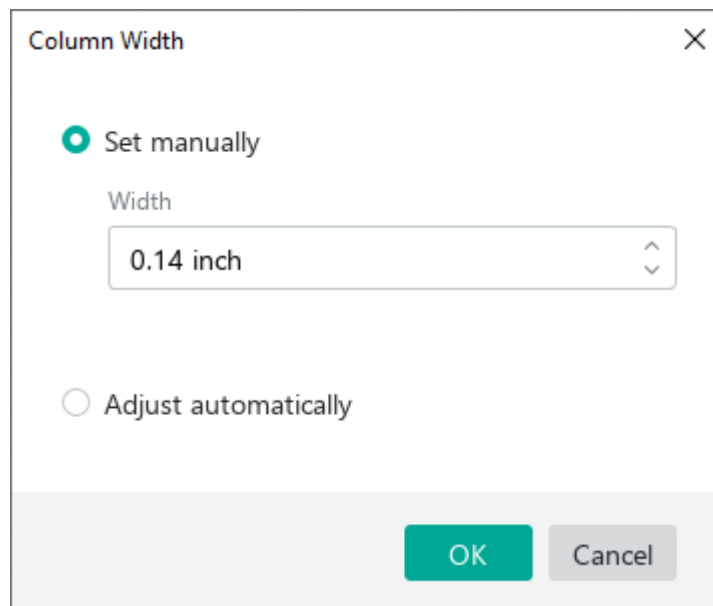 Column Width
Set manually
Width
0.14 inch
Adjust automatically
OK Cancel